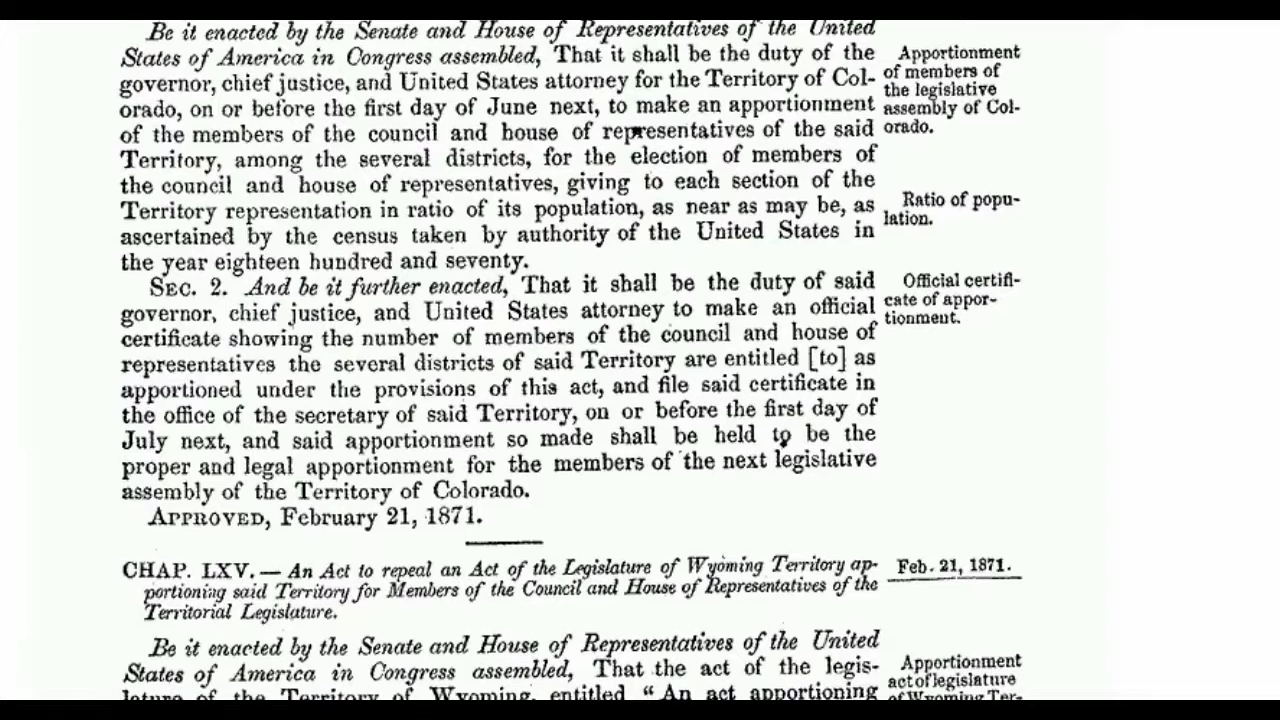 Be it enacted by the Senate and House of Representatives of the United
States of America in Congress assembled, That it shall be the duty of the
governor, chief justice, and United States attorney for the Territory of Col-
orado, on or before the first day of June next, to make an apportionment
of the members of the council and house of representatives of the said
Territory, among the several districts, for the election of members of
the council and house of representatives, giving to each section of the
Territory representation in ratio of its population, as near as may be, as
ascertained by the census taken by authority of the United States in
the year eighteen hundred and seventy.
Apportionment
of members of
the legislative
assembly of Col-
orado.
Ratio of popu-
lation.
SEC. 2. And be it further enacted, That it shall be the duty of said
governor, chief justice, and United States attorney to make an official
certificate showing the number of members of the council and house of
representatives the several districts of said Territory are entitled [to] as
apportioned under the provisions of this act, and file said certificate in
the office of the secretary of said Territory, on or before the first day of
July next, and said apportionment so made shall be held to be the
proper and legal apportionment for the members of the next legislative
assembly of the Territory of Colorado.
Official certifi-
cate of appor-
tionment.
APPROVED, February 21, 1871.
CHAP. LXV. — An Act to repeal an Act of the Legislature of Wyoming Territory ap-
portioning said Territory for Members of the Council and House of Representatives of the
Territorial Legislature.
Feb. 21, 1871.
Be it enacted by the Senate and House of Representatives of the United
States of America in Congress assembled, That the act of the legis-
lature of the Territory of Wyoming, entitled "An act apportioning
Apportionment
act of legislature
of Wyoming Ter-